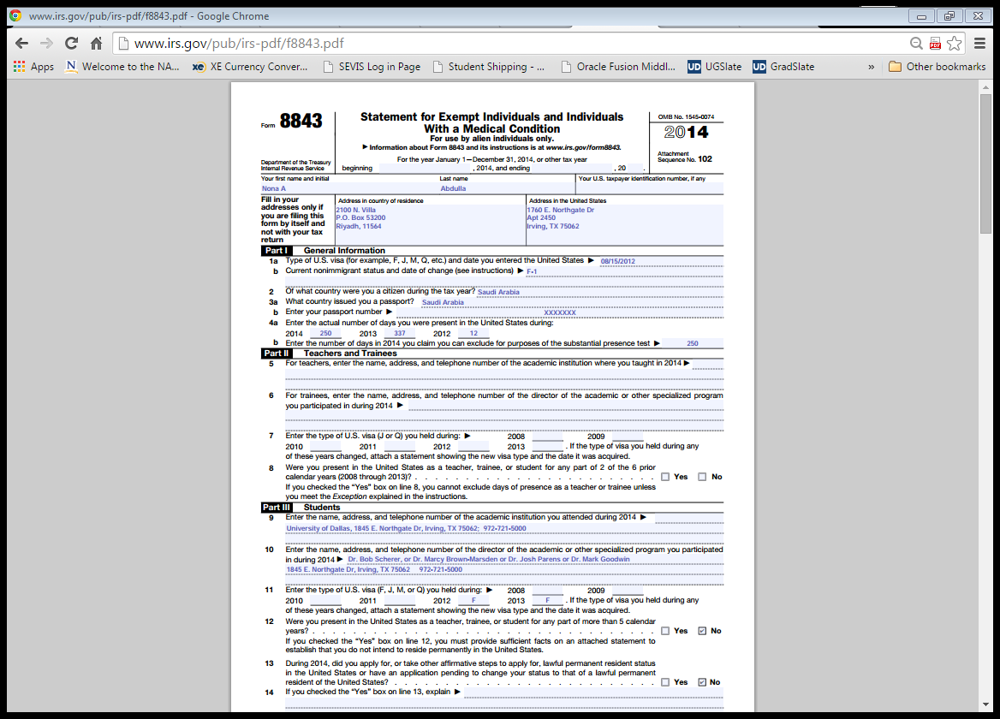 www.irs.gov/pub/irs-pdf/f8843.pdf - Google Chrome
www.irs.gov/pub/irs-pdf/f8843.pdf
Apps Welcome to the NA... XE Currency Conver... SEVIS Log in Page Student Shipping - ... Oracle Fusion Middl... UGSlate GradSlate » Other bookmarks
Form 8843
Department of the Treasury
Internal Revenue Service
Statement for Exempt Individuals and Individuals
With a Medical Condition
For use by alien individuals only.
▶ Information about Form 8843 and its instructions is at www.irs.gov/form8843.
For the year January 1—December 31, 2014, or other tax year
beginning , 2014, and ending , 20 .
OMB No. 1545-0074
2014
Attachment
Sequence No. 102
Your first name and initial Last name Your U.S. taxpayer identification number, if any
Nona A Abdulla
Fill in your
addresses only if
you are filing this
form by itself and
not with your tax
return
Address in country of residence
2100 N. Villa
P.O. Box 53200
Riyadh, 11564
Address in the United States
1760 E. Northgate Dr
Apt 2450
Irving, TX 75062
Part I General Information
1a Type of U.S. visa (for example, F, J, M, Q, etc.) and date you entered the United States ▶ 08/15/2012
b Current nonimmigrant status and date of change (see instructions) ▶ F-1
2 Of what country were you a citizen during the tax year? Saudi Arabia
3a What country issued you a passport? Saudi Arabia
b Enter your passport number ▶ XXXXXXX
4a Enter the actual number of days you were present in the United States during:
2014 250 2013 337 2012 12
b Enter the number of days in 2014 you claim you can exclude for purposes of the substantial presence test ▶ 250
Part II Teachers and Trainees
5 For teachers, enter the name, address, and telephone number of the academic institution where you taught in 2014 ▶
6 For trainees, enter the name, address, and telephone number of the director of the academic or other specialized program
you participated in during 2014 ▶
7 Enter the type of U.S. visa (J or Q) you held during: ▶ 2008 2009
2010 2011 2012 2013 . If the type of visa you held during any
of these years changed, attach a statement showing the new visa type and the date it was acquired.
8 Were you present in the United States as a teacher, trainee, or student for any part of 2 of the 6 prior
calendar years (2008 through 2013)? . . . . . . . . . . . . . . . . . . . . . . . Yes No
If you checked the "Yes" box on line 8, you cannot exclude days of presence as a teacher or trainee unless
you meet the Exception explained in the instructions.
Part III Students
9 Enter the name, address, and telephone number of the academic institution you attended during 2014 ▶
University of Dallas, 1845 E. Northgate Dr, Irving, TX 75062; 972-721-5000
10 Enter the name, address, and telephone number of the director of the academic or other specialized program you participated
in during 2014 ▶ Dr. Bob Scherer, or Dr. Marcy Brown-Marsden or Dr. Josh Parens or Dr. Mark Goodwin
1845 E. Northgate Dr, Irving, TX 75062 972-721-5000
11 Enter the type of U.S. visa (F, J, M, or Q) you held during: ▶ 2008 2009
2010 2011 2012 F 2013 F . If the type of visa you held during any
of these years changed, attach a statement showing the new visa type and the date it was acquired.
12 Were you present in the United States as a teacher, trainee, or student for any part of more than 5 calendar
years? . . . . . . . . . . . . . . . . . . . . . . . . . . . . . . . . Yes No
If you checked the "Yes" box on line 12, you must provide sufficient facts on an attached statement to
establish that you do not intend to reside permanently in the United States.
13 During 2014, did you apply for, or take other affirmative steps to apply for, lawful permanent resident status
in the United States or have an application pending to change your status to that of a lawful permanent
resident of the United States? . . . . . . . . . . . . . . . . . . . . . . . . Yes No
14 If you checked the "Yes" box on line 13, explain ▶